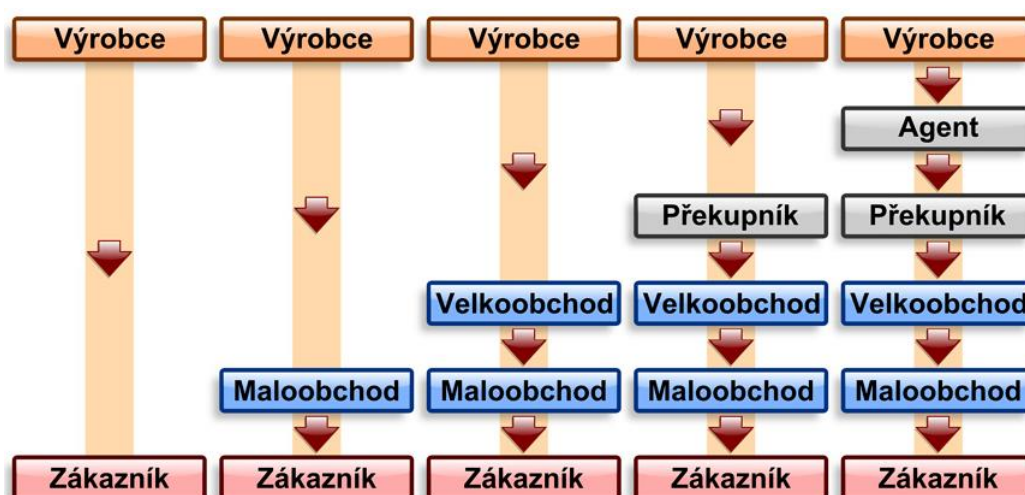 Výrobce Výrobce Výrobce Výrobce Výrobce
Agent
Překupník Překupník
Velkoobchod Velkoobchod Velkoobchod
Maloobchod Maloobchod Maloobchod Maloobchod
Zákazník Zákazník Zákazník Zákazník Zákazník